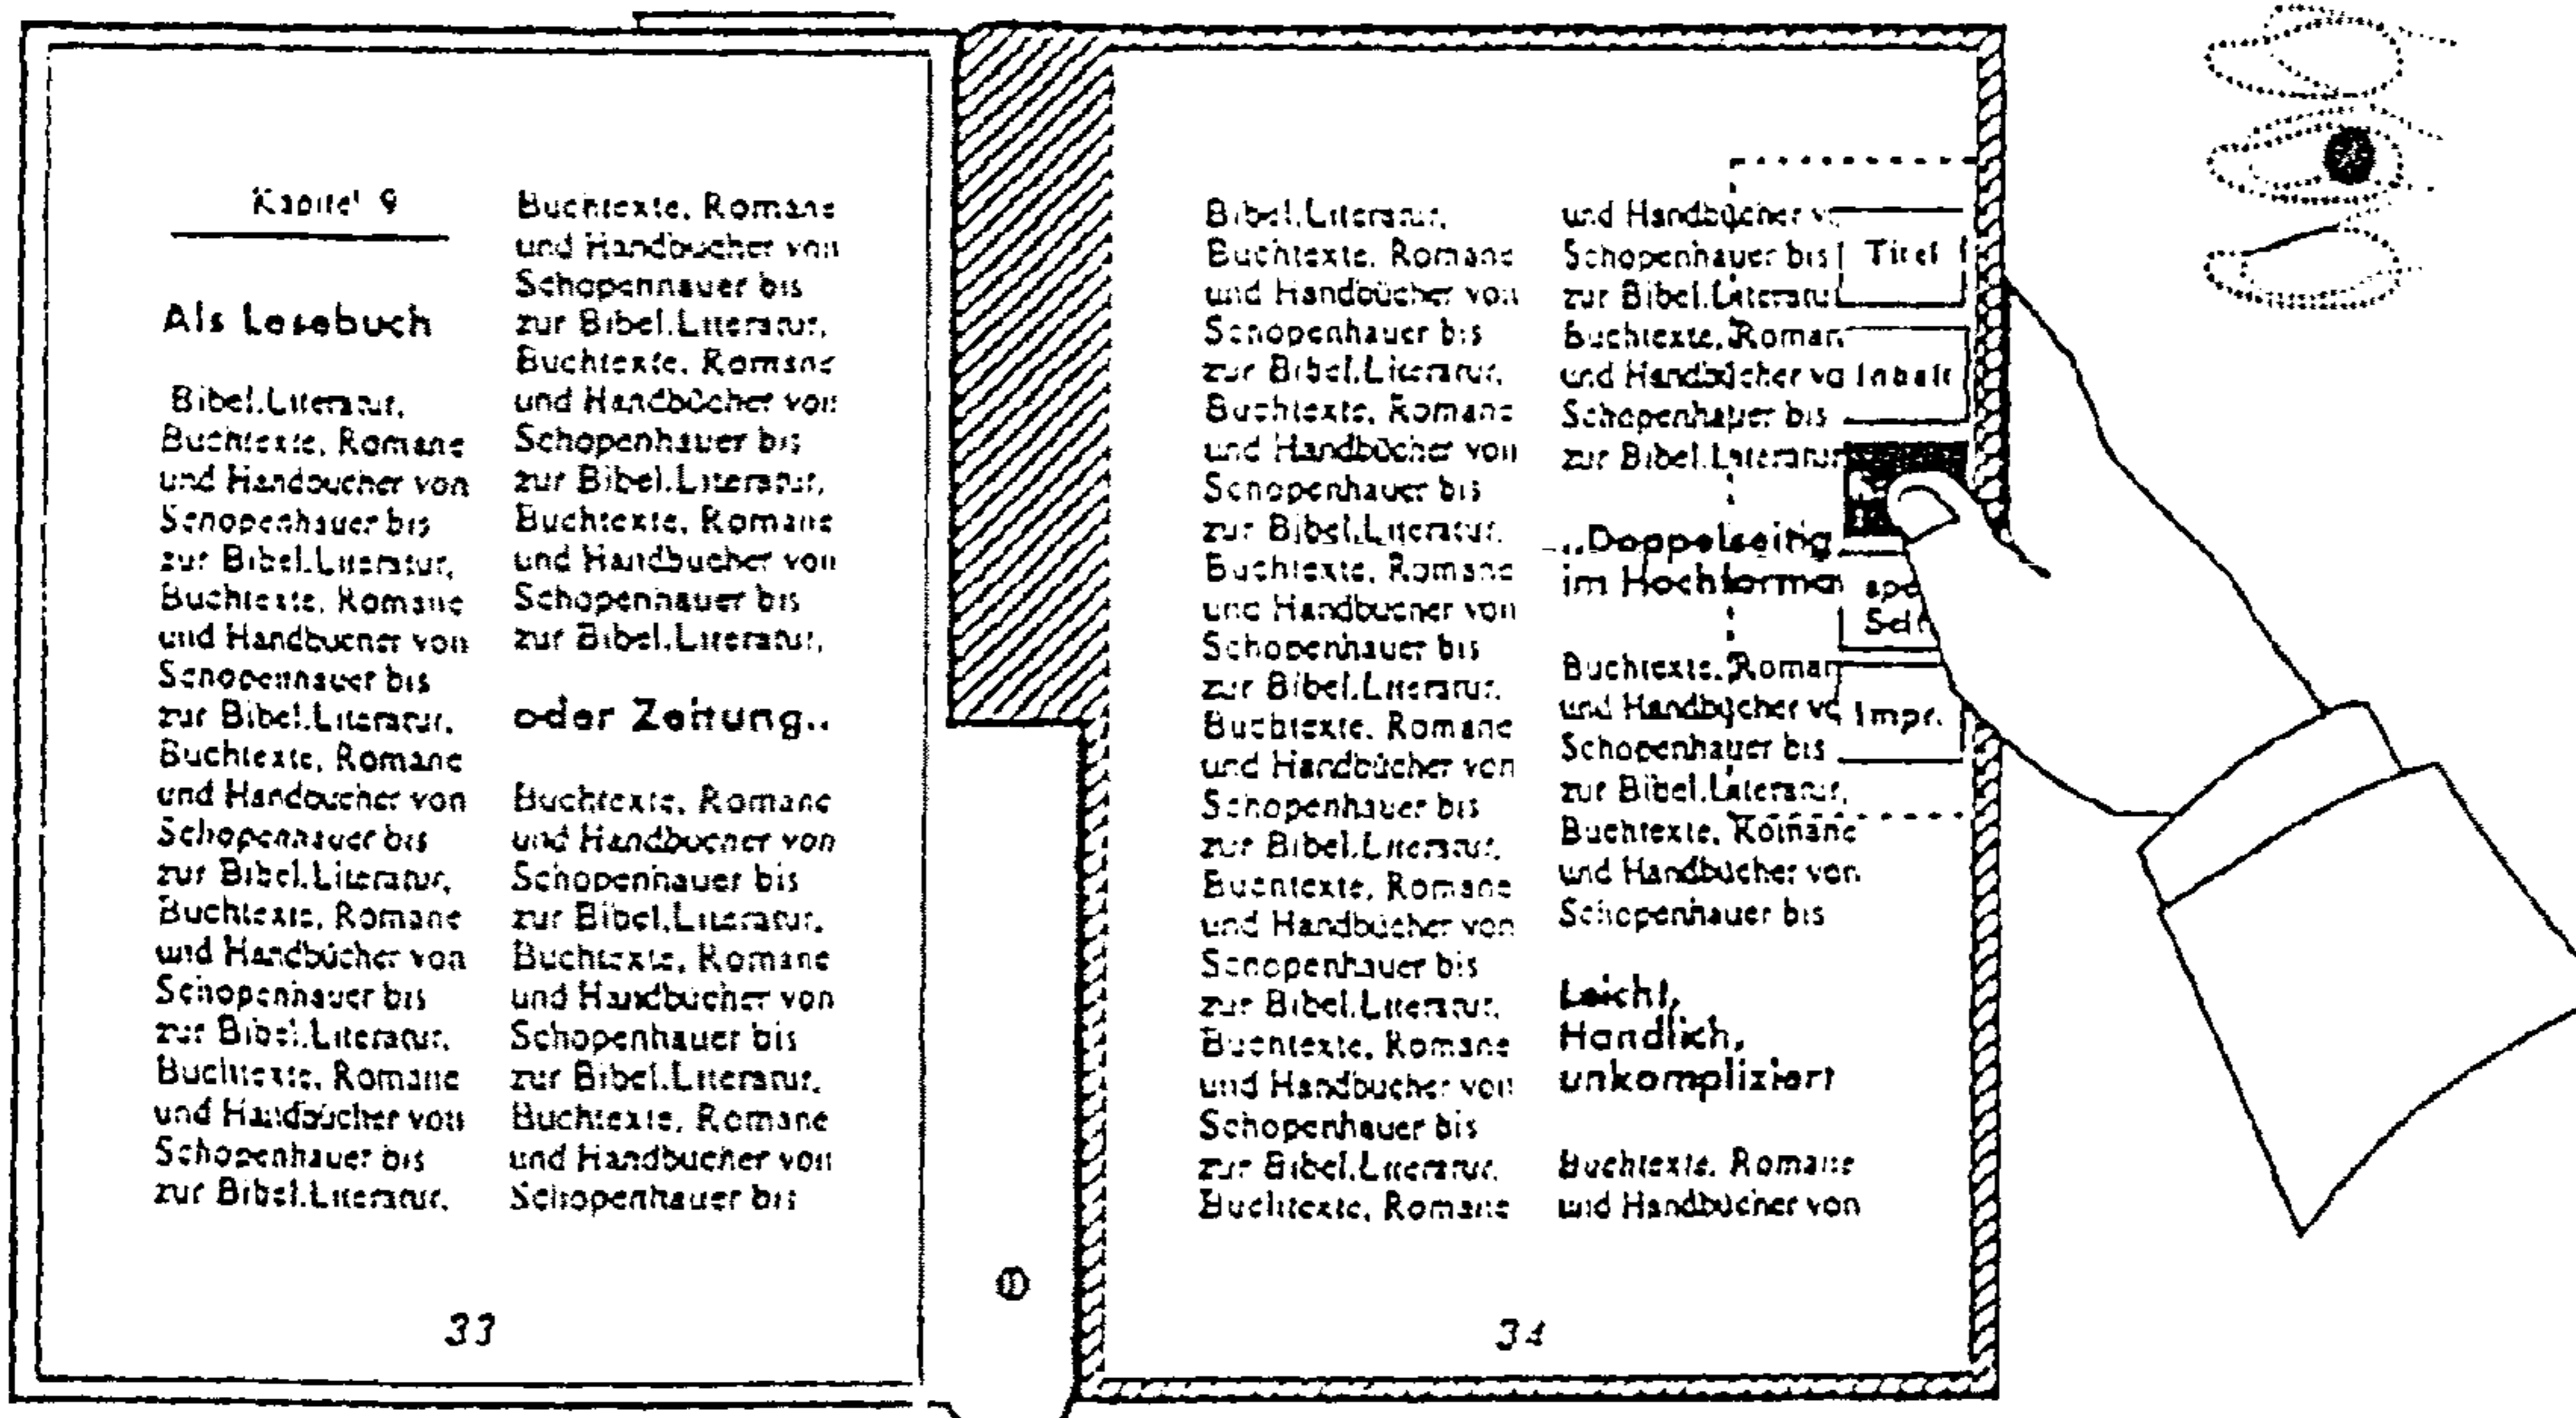 Kapitel 9
Als Lesebuch
Bibel.Literatur,
Buchtexte, Romane
und Handbücher von
Schopenhauer bis
zur Bibel.Literatur,
Buchtexte, Romane
und Handbücher von
Schopenhauer bis
zur Bibel.Literatur,
Buchtexte, Romane
und Handbücher von
Schopenhauer bis
zur Bibel.Literatur,
Buchtexte, Romane
und Handbücher von
Schopenhauer bis
zur Bibel.Literatur,
Buchtexte, Romane
und Handbücher von
Schopenhauer bis
zur Bibel.Literatur,
Buchtexte, Romane
und Handbücher von
Schopenhauer bis
zur Bibel.Literatur,
Buchtexte, Romane
und Handbücher von
Schopenhauer bis
zur Bibel.Literatur,
Buchtexte, Romane
und Handbücher von
Schopenhauer bis
zur Bibel.Literatur,
oder Zeitung..
Buchtexte, Romane
und Handbücher von
Schopenhauer bis
zur Bibel.Literatur,
Buchtexte, Romane
und Handbücher von
Schopenhauer bis
zur Bibel.Literatur,
Buchtexte, Romane
und Handbücher von
Schopenhauer bis
33
Bibel.Literatur,
Buchtexte, Romane
und Handbücher von
Schopenhauer bis
zur Bibel.Literatur,
Buchtexte, Romane
und Handbücher von
Schopenhauer bis
zur Bibel.Literatur,
Buchtexte, Romane
und Handbücher von
Schopenhauer bis
zur Bibel.Literatur,
Buchtexte, Romane
und Handbücher von
Schopenhauer bis
zur Bibel.Literatur,
Buchtexte, Romane
und Handbücher von
Schopenhauer bis
zur Bibel.Literatur,
Buchtexte, Romane
und Handbücher von
Schopenhauer bis
zur Bibel.Literatur,
Buchtexte, Romane
und Handbücher v
Schopenhauer bis
zur Bibel.Literatur
Buchtexte, Roman
und Handbücher vo
Schopenhauer bis
zur Bibel.Literatur
..Doppelseitig
im Hochforma
Buchtexte, Roman
und Handbücher vo
Schopenhauer bis
zur Bibel.Literatur,
Buchtexte, Romane
und Handbücher von
Schopenhauer bis
Leicht,
Handlich,
unkompliziert
Buchtexte, Romane
und Handbücher von
Titel
Inhalt
spe
Sei
Impr.
34